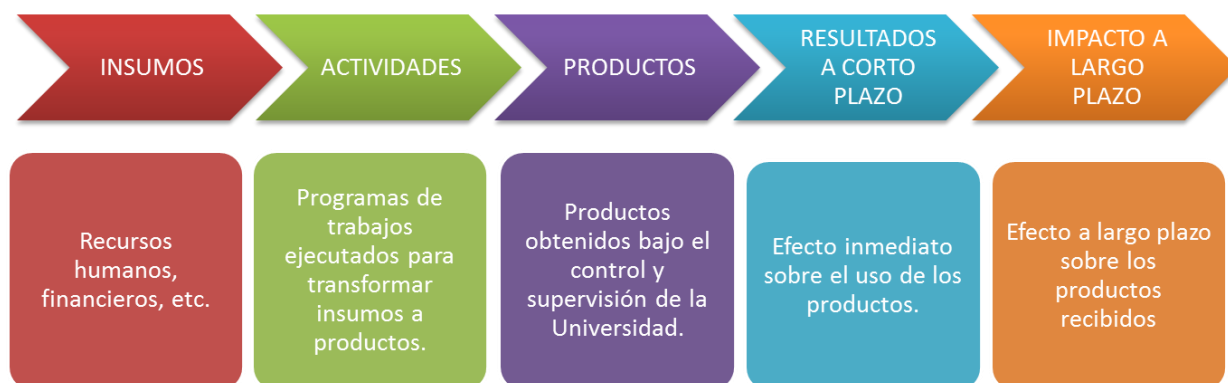 INSUMOS
ACTIVIDADES
PRODUCTOS
RESULTADOS
A CORTO
PLAZO
IMPACTO A
LARGO
PLAZO
Recursos
humanos,
financieros, etc.
Programas de
trabajos
ejecutados para
transformar
insumos a
productos.
Productos
obtenidos bajo el
control y
supervisión de la
Universidad.
Efecto inmediato
sobre el uso de los
productos.
Efecto a largo plazo
sobre los
productos
recibidos